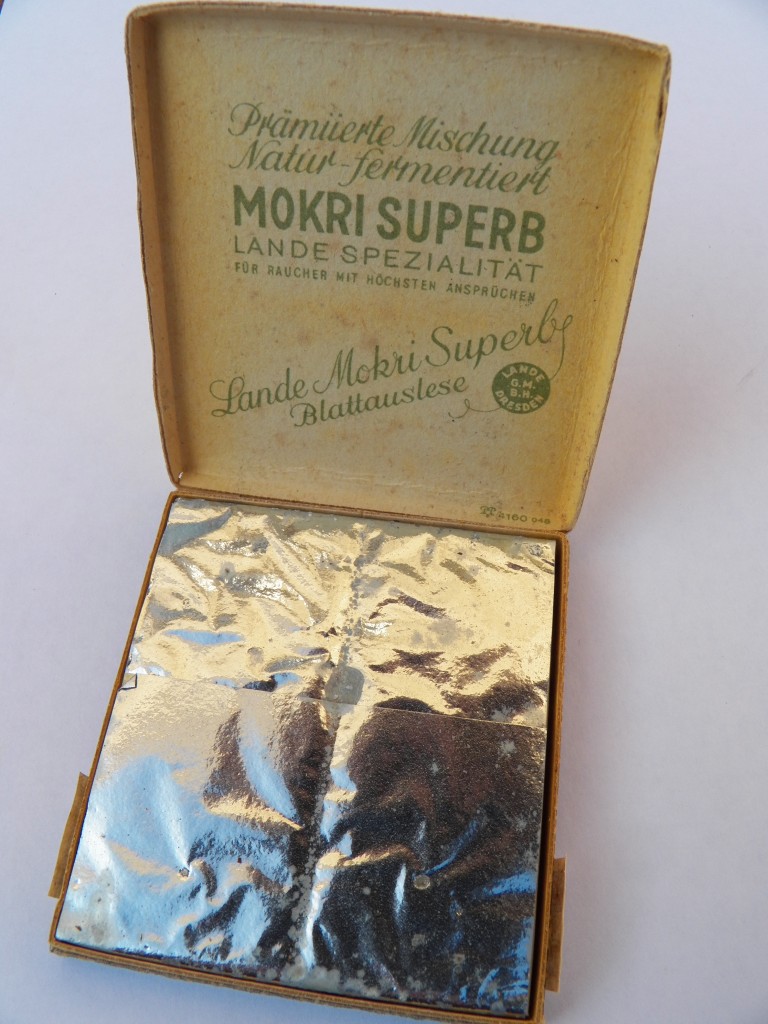 Prämiierte Mischung
Natur-fermentiert
MOKRI SUPERB
LANDE SPEZIALITÄT
FÜR RAUCHER MIT HÖCHSTEN ANSPRÜCHEN
Lande Mokri Superb
Blattauslese
LANDE
G.M.
B.H.
DRESDEN